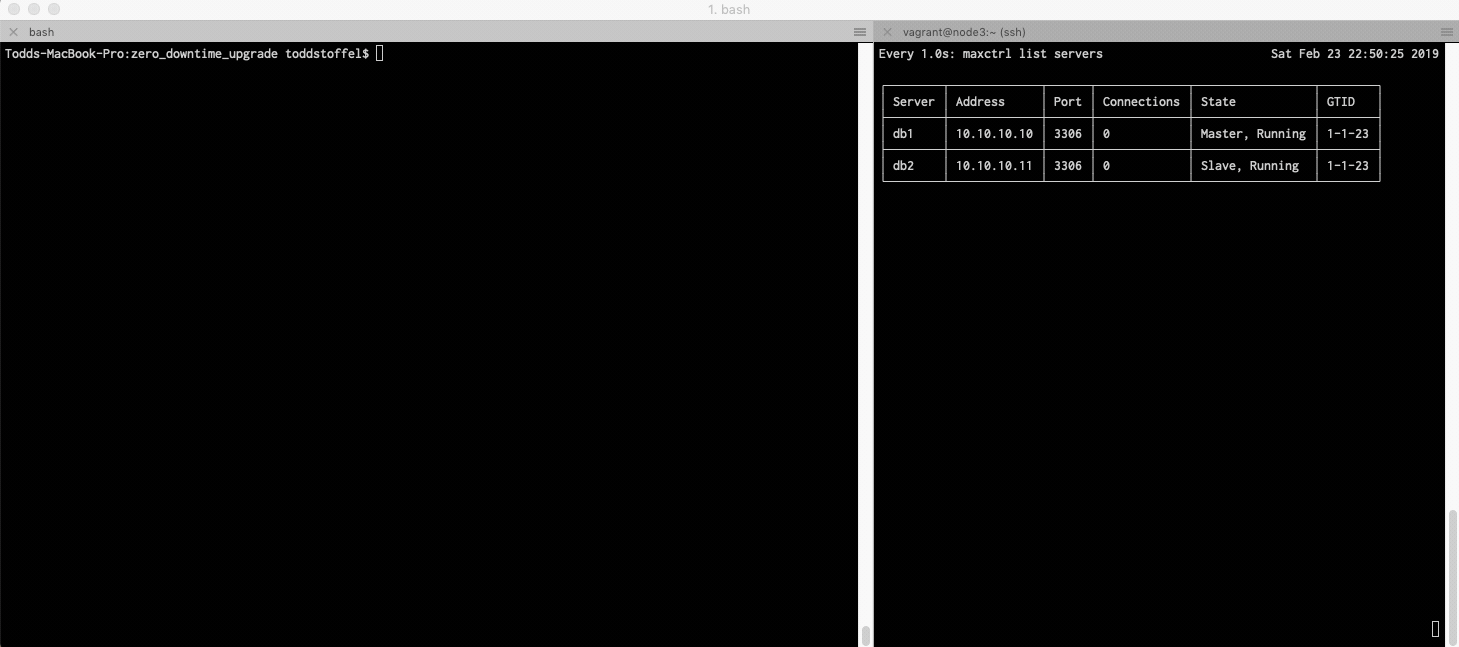 1. bash
bash
Todds-MacBook-Pro:zero_downtime_upgrade toddstoffel$
vagrant@node3:~ (ssh)
Every 1.0s: maxctrl list servers Sat Feb 23 22:50:25 2019
Server Address Port Connections State GTID
db1 10.10.10.10 3306 0 Master, Running 1-1-23
db2 10.10.10.11 3306 0 Slave, Running 1-1-23